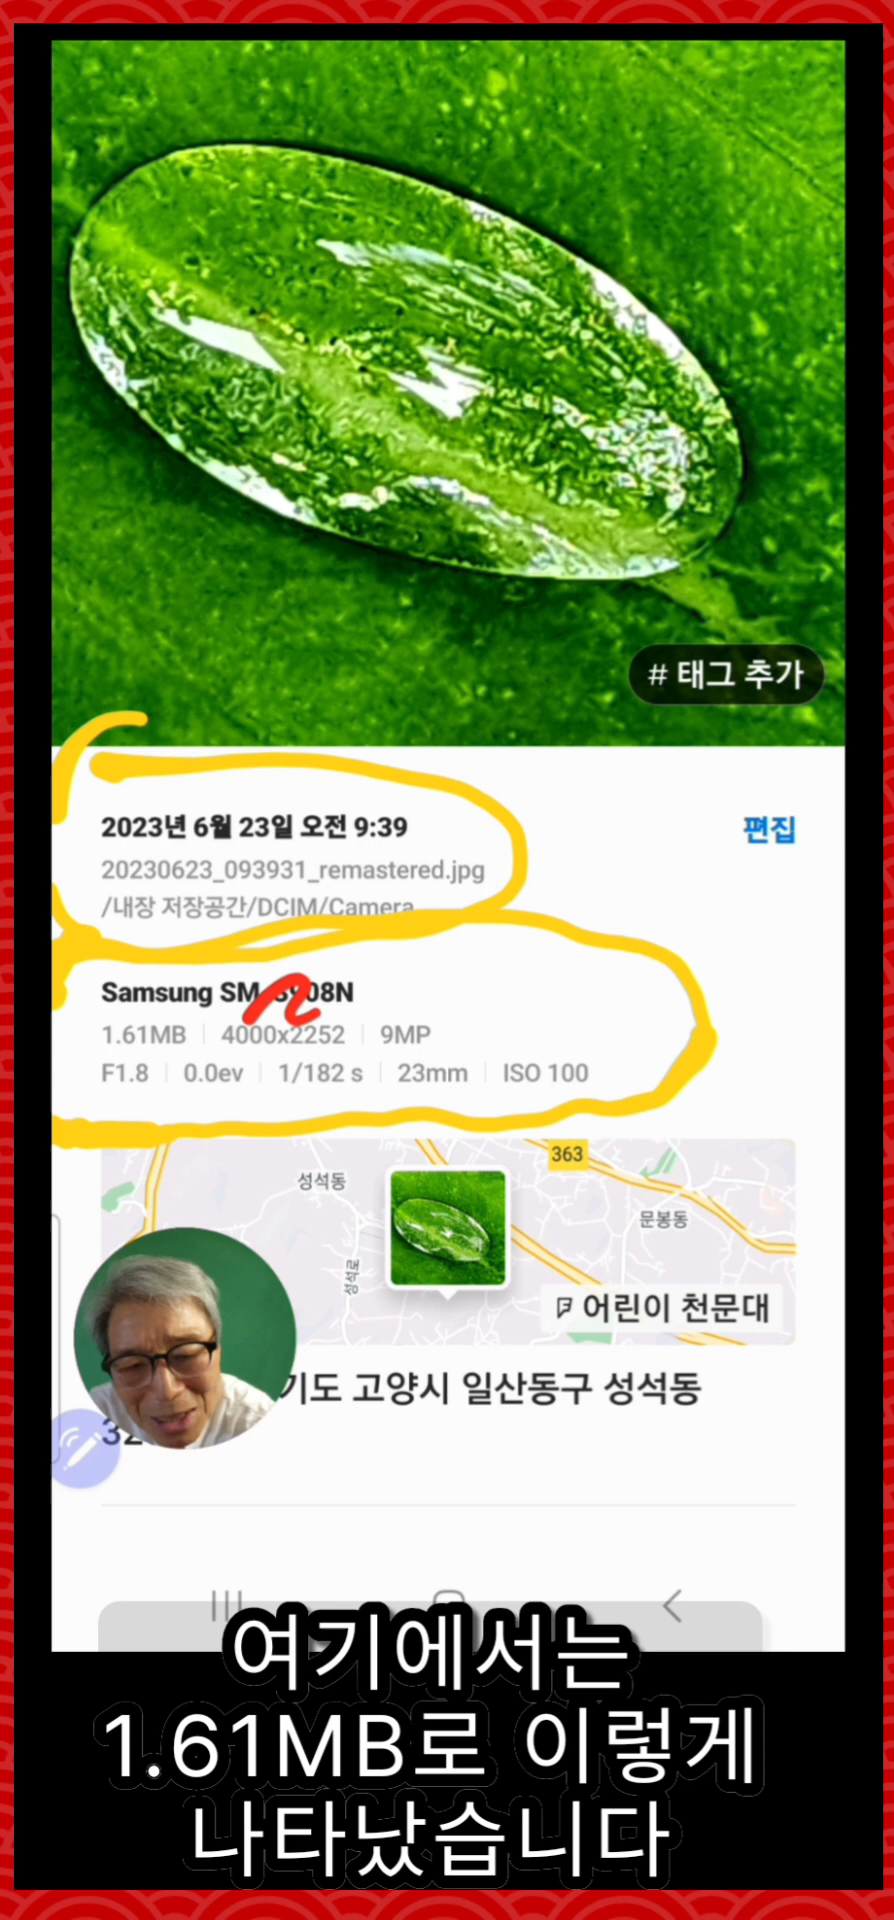 # 태그 추가
2023년 6월 23일 오전 9:39
편집
20230623_093931_remastered.jpg
/내장 저장공간/DCIM/Camera
Samsung
1.61MB 4000x2252 9MP
F1.8 0.0ev 1/182 s 23mm ISO 100
363
성석동
문봉동
성석로
어린이 천문대
기도 고양시 일산동구 성석동
여기에서는
1.61MB로 이렇게
나타났습니다